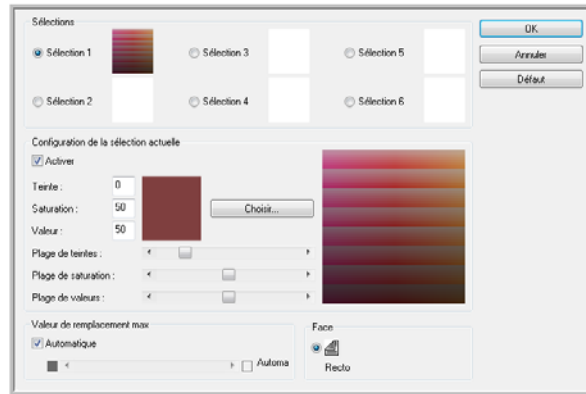 Sélections
OK
Sélection 1
Sélection 3
Sélection 5
Annuler
Défaut
Sélection 2
Sélection 4
Sélection 6
Configuration de la sélection actuelle
Activer
Teinte : 0
Saturation : 50
Choisir...
Valeur : 50
Plage de teintes :
Plage de saturation :
Plage de valeurs :
Valeur de remplacement max
Face
Automatique
Automa
Recto